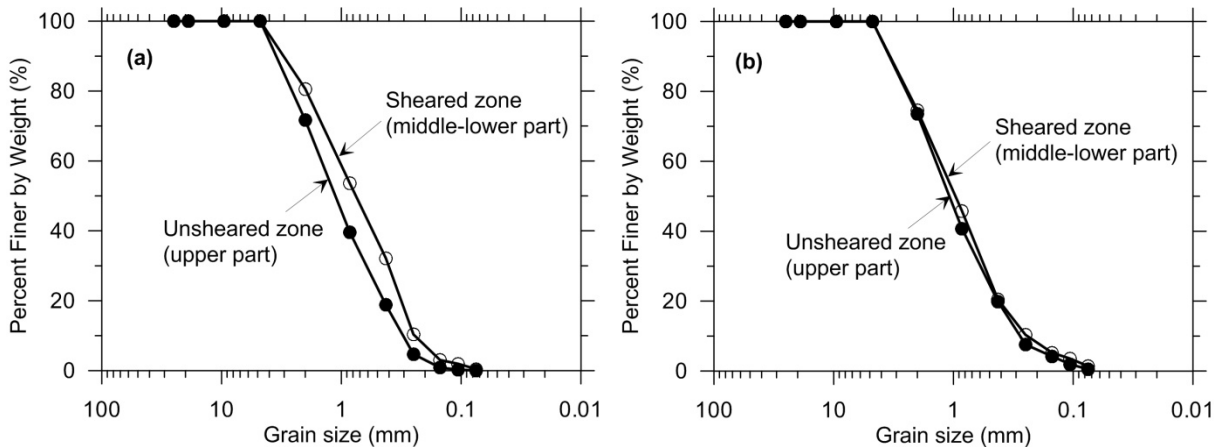 100
80
60
40
20
0
Percent Finer by Weight (%)
(a)
Sheared zone
(middle-lower part)
Unsheared zone
(upper part)
100
10
1
0.1
0.01
Grain size (mm)
100
80
60
40
20
0
Percent Finer by Weight (%)
(b)
Sheared zone
(middle-lower part)
Unsheared zone
(upper part)
100
10
1
0.1
0.01
Grain size (mm)